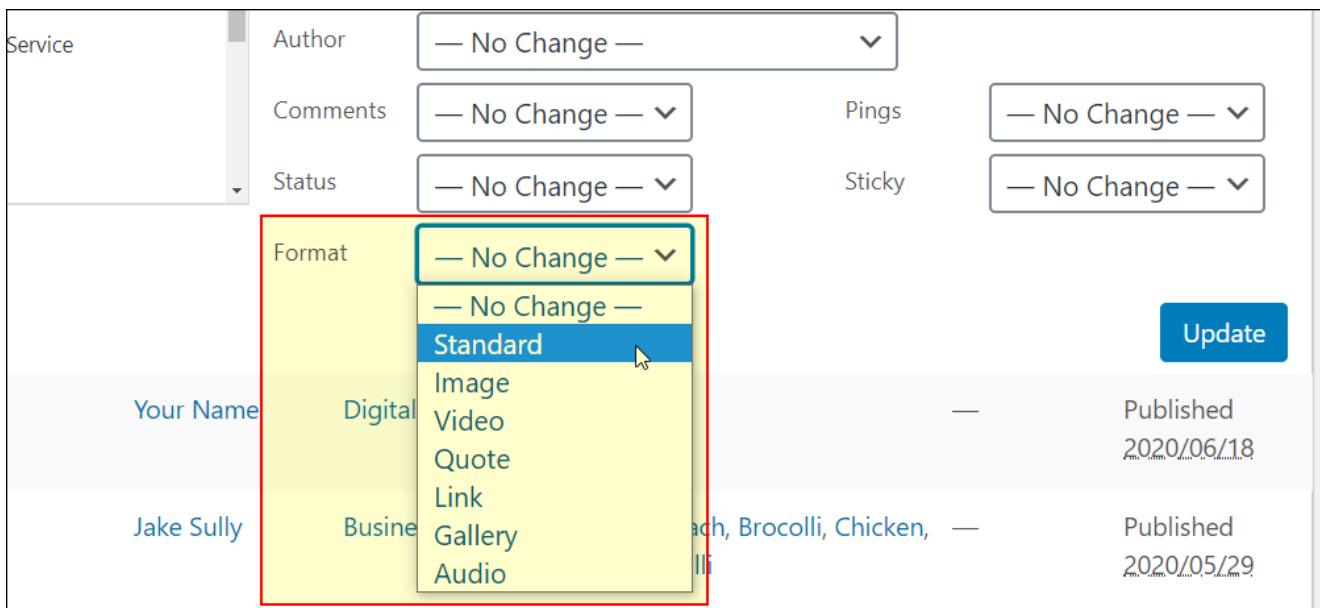 Service
Author
— No Change —
Comments
— No Change —
Pings
— No Change —
Status
— No Change —
Sticky
— No Change —
Format
— No Change —
— No Change —
Standard
Image
Video
Quote
Link
Gallery
Audio
Update
Your Name
Digital
—
Published
2020/06/18
Jake Sully
Brocolli, Chicken,
—
Published
2020/05/29